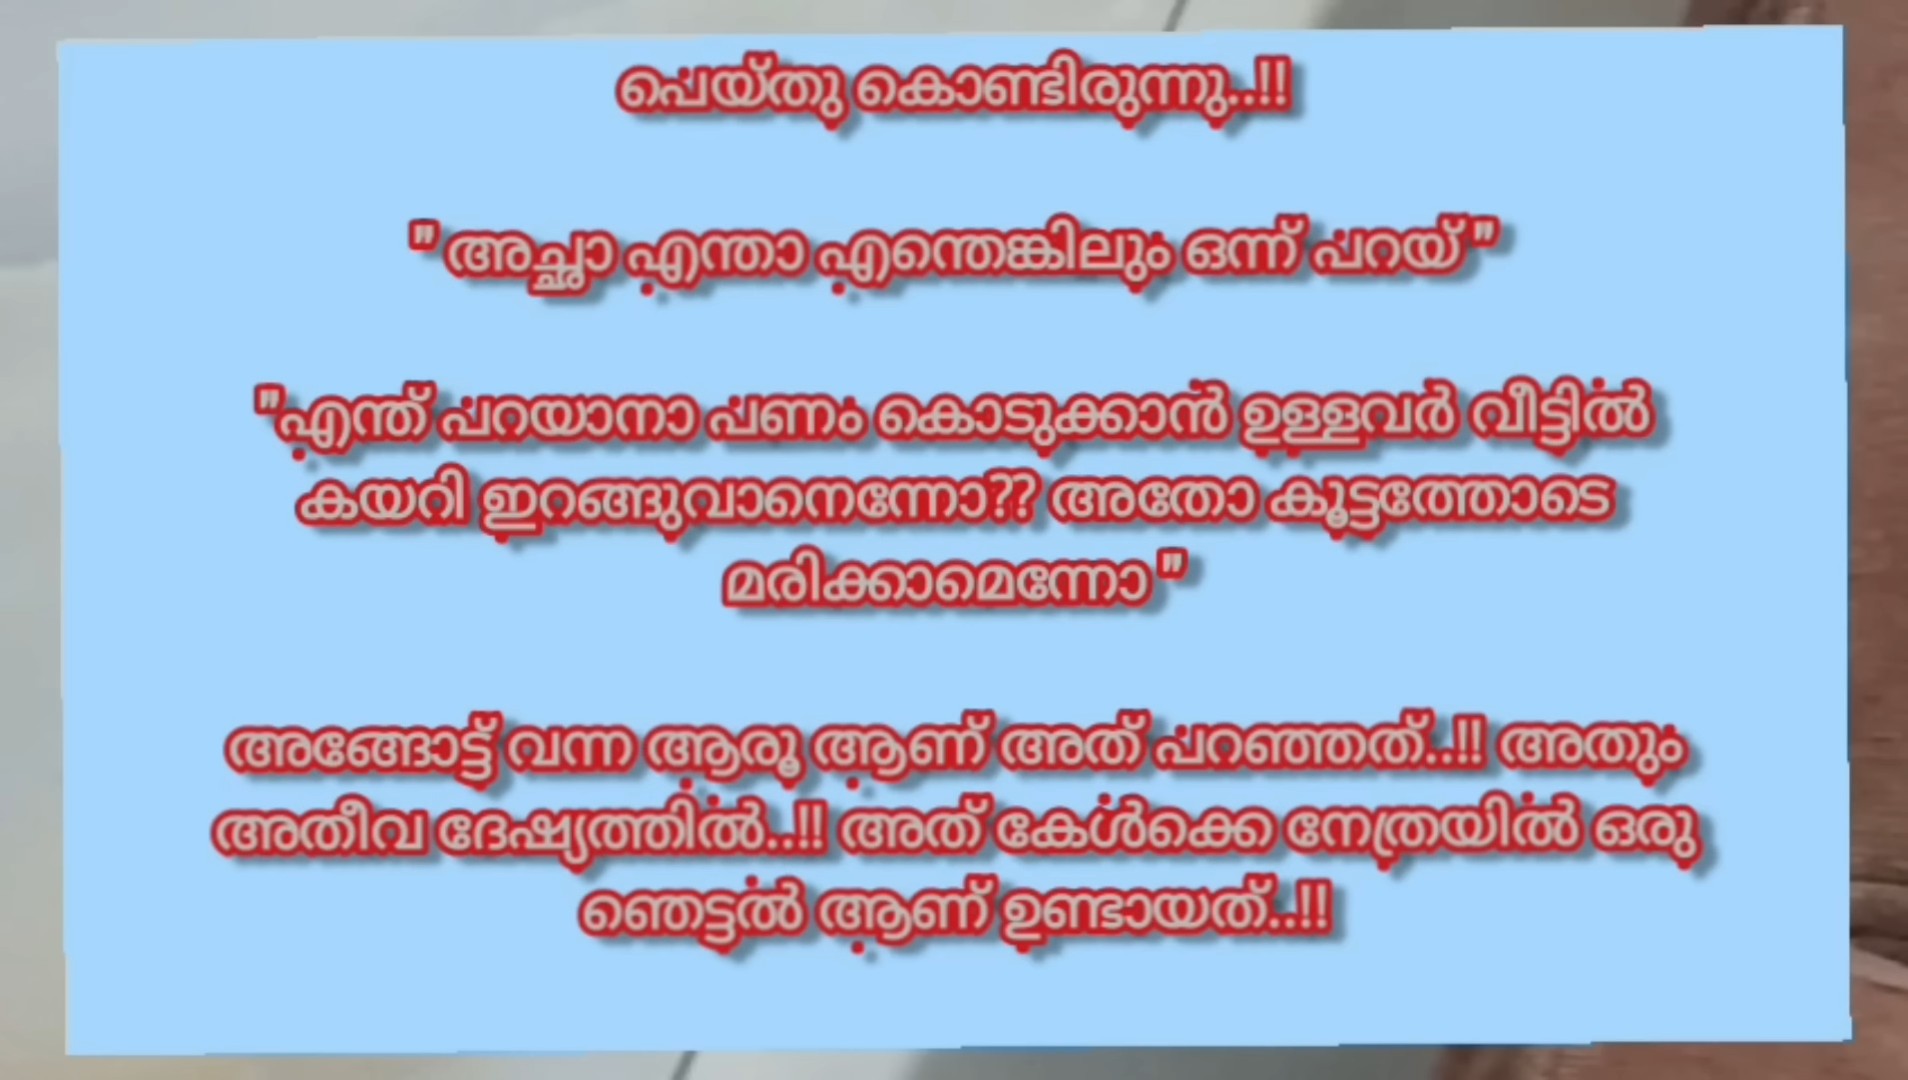 പെയ്തു കൊണ്ടിരുന്നു..!!
" അച്ഛാ എന്താ എന്തെങ്കിലും ഒന്ന് പറയ് "
"എന്ത് പറയാനാ പണം കൊടുക്കാൻ ഉള്ളവർ വീട്ടിൽ
കയറി ഇറങ്ങുവാനെന്നോ?? അതോ കൂട്ടത്തോടെ
മരിക്കാമെന്നോ "
അങ്ങോട്ട് വന്ന ആരൂ ആണ് അത് പറഞ്ഞത്..!! അതും
അതീവ ദേഷ്യത്തിൽ..!! അത് കേൾക്കെ നേത്രയിൽ ഒരു
ഞെട്ടൽ ആണ് ഉണ്ടായത്..!!